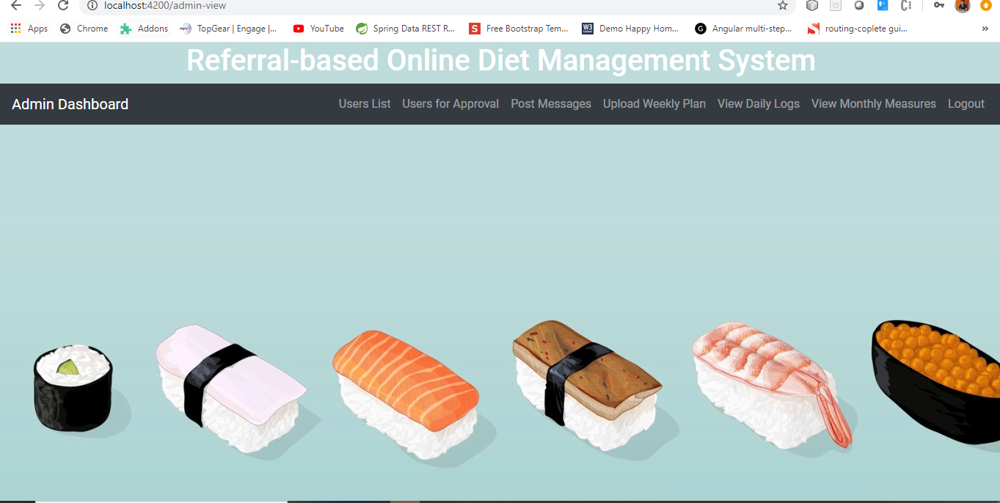 localhost:4200/admin-view
Apps Chrome Addons TopGear | Engage |... YouTube Spring Data REST R... Free Bootstrap Tem... Demo Happy Hom... Angular multi-step... routing-coplete gui... »
Referral-based Online Diet Management System
Admin Dashboard Users List Users for Approval Post Messages Upload Weekly Plan View Daily Logs View Monthly Measures Logout